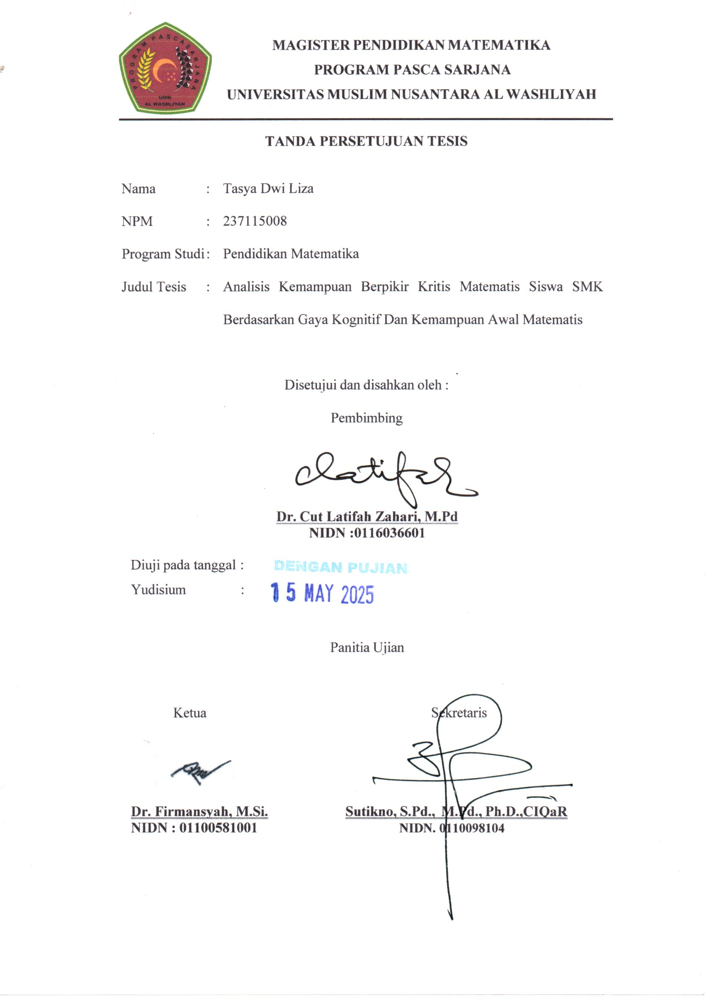 PROGRAM PASCASARJANA
UMN
AL WASHLIYAH
MAGISTER PENDIDIKAN MATEMATIKA
PROGRAM PASCA SARJANA
UNIVERSITAS MUSLIM NUSANTARA AL WASHLIYAH
TANDA PERSETUJUAN TESIS
Nama : Tasya Dwi Liza
NPM : 237115008
Program Studi : Pendidikan Matematika
Judul Tesis : Analisis Kemampuan Berpikir Kritis Matematis Siswa SMK
Berdasarkan Gaya Kognitif Dan Kemampuan Awal Matematis
Disetujui dan disahkan oleh :
Pembimbing
Clatifah
Dr. Cut Latifah Zahari, M.Pd
NIDN :0116036601
Diuji pada tanggal : DENGAN PUJIAN
Yudisium : 15 MAY 2025
Panitia Ujian
Ketua Sekretaris
Dr. Firmansyah, M.Si. Sutikno, S.Pd., M.Pd., Ph.D.,CIQaR
NIDN : 01100581001 NIDN. 0110098104